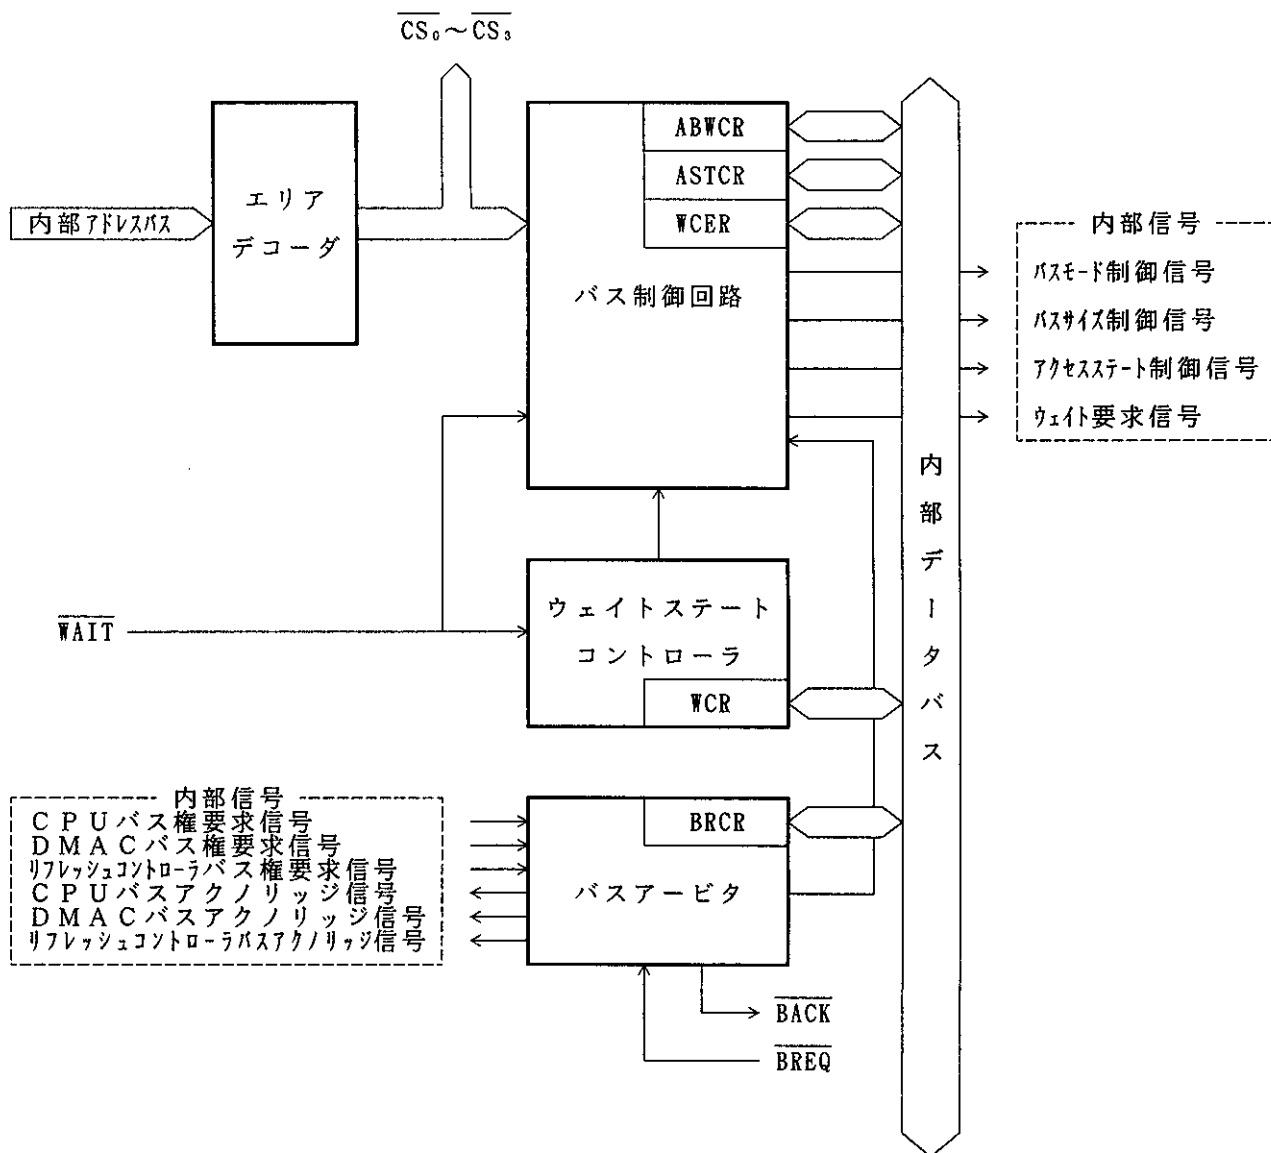 CS₀～CS₃
内部アドレスバス
エリア
デコーダ
ABWCR
ASTCR
WCER
バス制御回路
内部信号
バスモード制御信号
バスサイズ制御信号
アクセスステート制御信号
ウェイト要求信号
内部データバス
WAIT
ウェイトステート
コントローラ
WCR
内部信号
CPUバス権要求信号
DMACバス権要求信号
リフレッシュコントローラバス権要求信号
CPUバスアクノリッジ信号
DMACバスアクノリッジ信号
リフレッシュコントローラバスアクノリッジ信号
BRCR
バスアービタ
BACK
BREQ